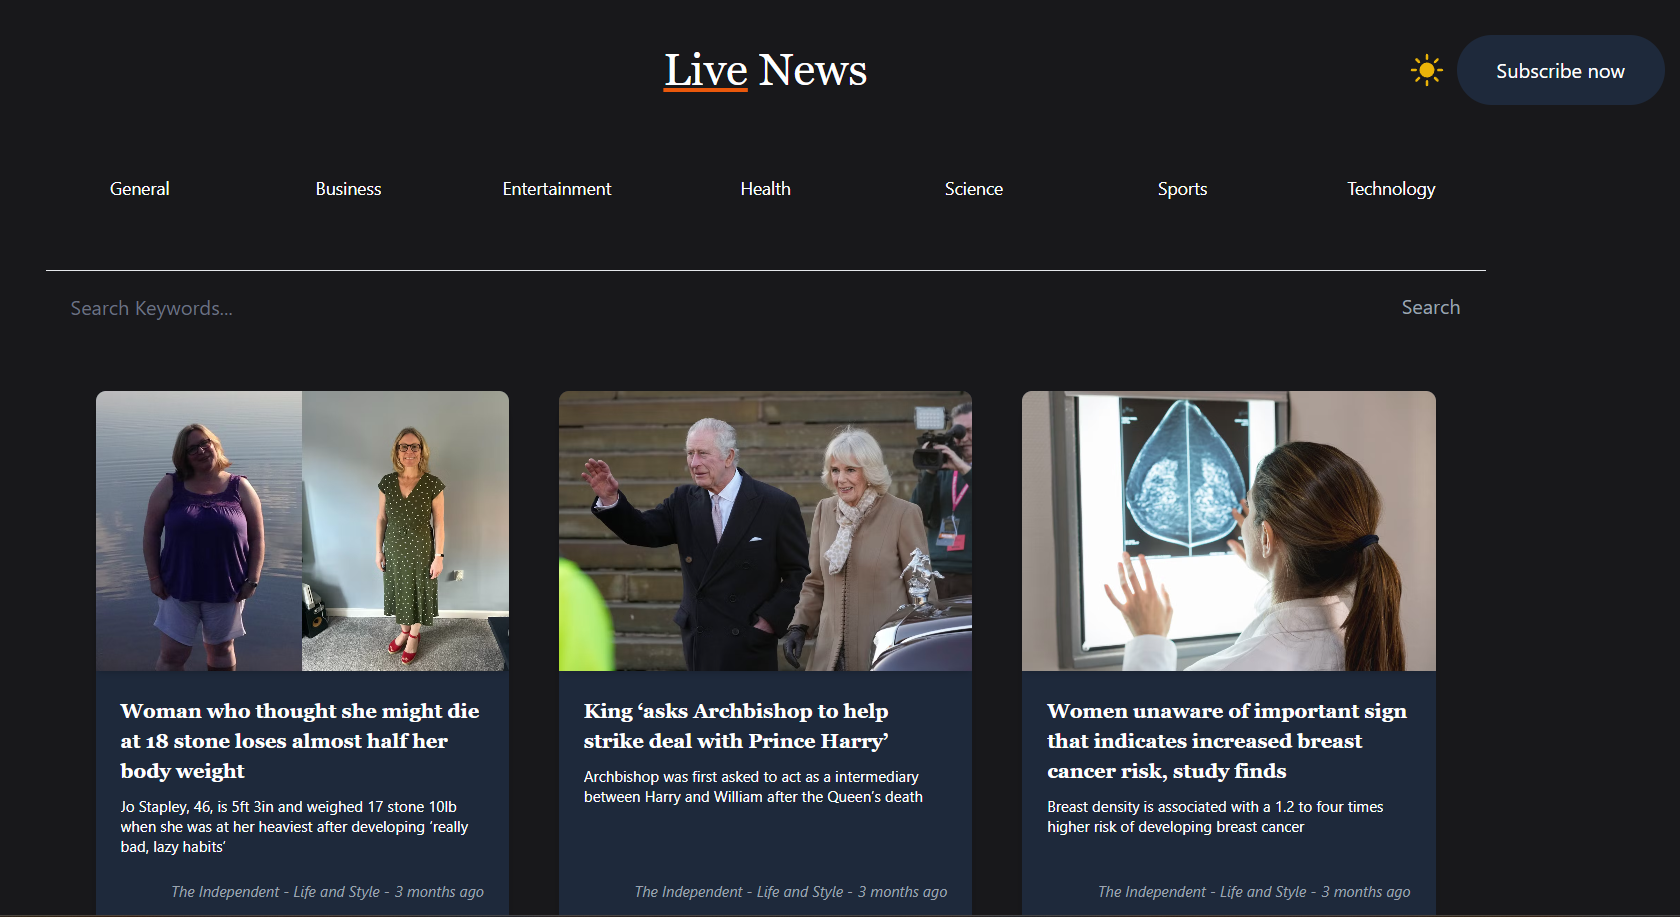 Live News
Subscribe now
General
Business
Entertainment
Health
Science
Sports
Technology
Search Keywords...
Search
Woman who thought she might die
at 18 stone loses almost half her
body weight
Jo Stapley, 46, is 5ft 3in and weighed 17 stone 10lb
when she was at her heaviest after developing ‘really
bad, lazy habits’
The Independent - Life and Style - 3 months ago
King ‘asks Archbishop to help
strike deal with Prince Harry’
Archbishop was first asked to act as a intermediary
between Harry and William after the Queen’s death
The Independent - Life and Style - 3 months ago
Women unaware of important sign
that indicates increased breast
cancer risk, study finds
Breast density is associated with a 1.2 to four times
higher risk of developing breast cancer
The Independent - Life and Style - 3 months ago